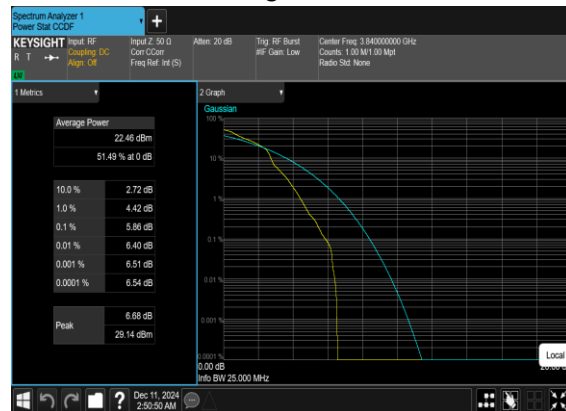 Spectrum Analyzer 1
Power Stat CCDF
+
KEYSIGHT Input: RF Input Z: 50 Ω Atten: 20 dB Trig: RF Burst Center Freq: 3.840000000 GHz
R T Coupling: DC Corr CCorr #IF Gain: Low Counts: 1.00 M/1.00 Mpt
Align: Off Freq Ref: Int (S) Radio Std: None
LW
1 Metrics
2 Graph
Average Power
22.46 dBm
51.49 % at 0 dB
10.0 % 2.72 dB
1.0 % 4.42 dB
0.1 % 5.86 dB
0.01 % 6.40 dB
0.001 % 6.51 dB
0.0001 % 6.54 dB
Peak 6.68 dB
29.14 dBm
Gaussian
100 %
10 %
1 %
0.1 %
0.01 %
0.001 %
0.0001 %
0.00 dB
Info BW 25.000 MHz
Local
?
Dec 11, 2024
2:50:50 AM